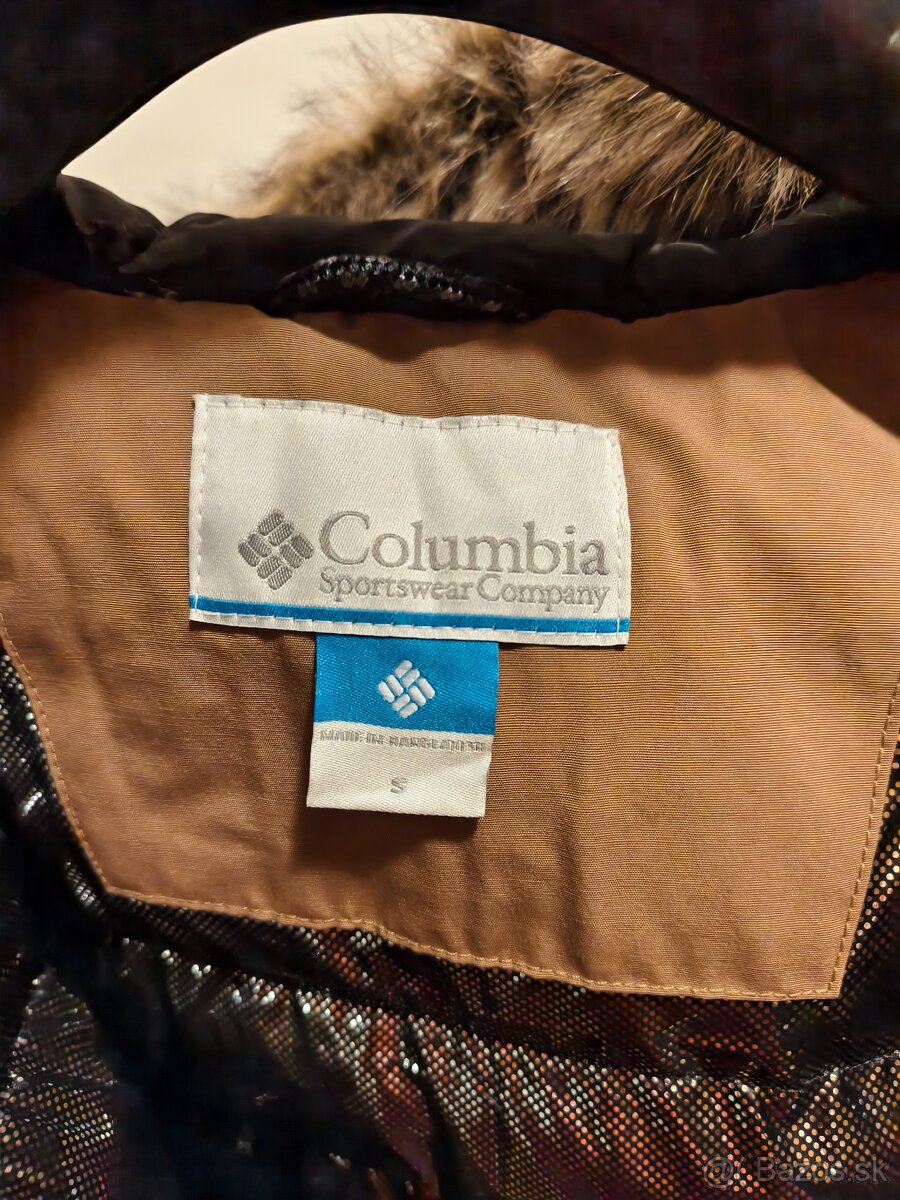 Columbia
Sportswear Company
MADE IN BANGLADESH
S
Bazos.sk